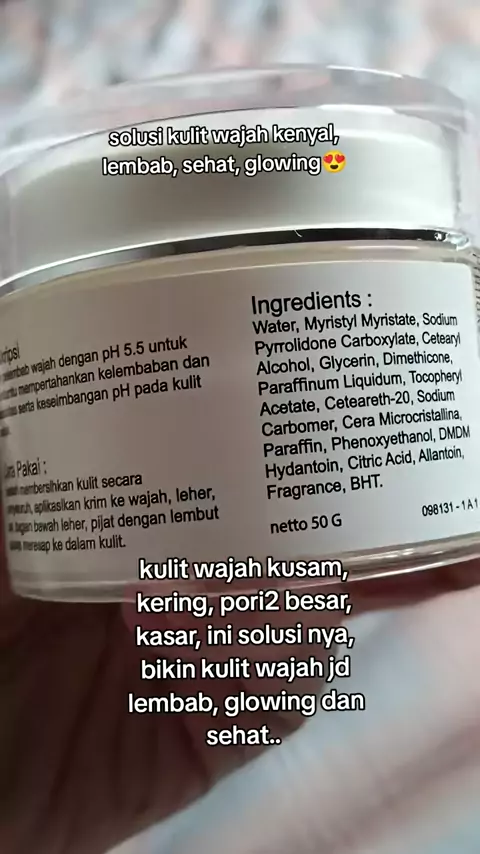 solusi kulit wajah kenyal,
lembab, sehat, glowing😍
wajah dengan pH 5.5 untuk
mempertahankan kelembaban dan
serta keseimbangan pH pada kulit
Pakai :
membersihkan kulit secara
aplikasikan krim ke wajah, leher,
bawah leher, pijat dengan lembut
meresap ke dalam kulit.
Ingredients :
Water, Myristyl Myristate, Sodium
Pyrrolidone Carboxylate, Cetearyl
Alcohol, Glycerin, Dimethicone,
Paraffinum Liquidum, Tocopheryl
Acetate, Ceteareth-20, Sodium
Carbomer, Cera Microcristallina,
Paraffin, Phenoxyethanol, DMDM
Hydantoin, Citric Acid, Allantoin,
Fragrance, BHT.
netto 50 G
098131 - 1 A 1
kulit wajah kusam,
kering, pori2 besar,
kasar, ini solusi nya,
bikin kulit wajah jd
lembab, glowing dan
sehat..